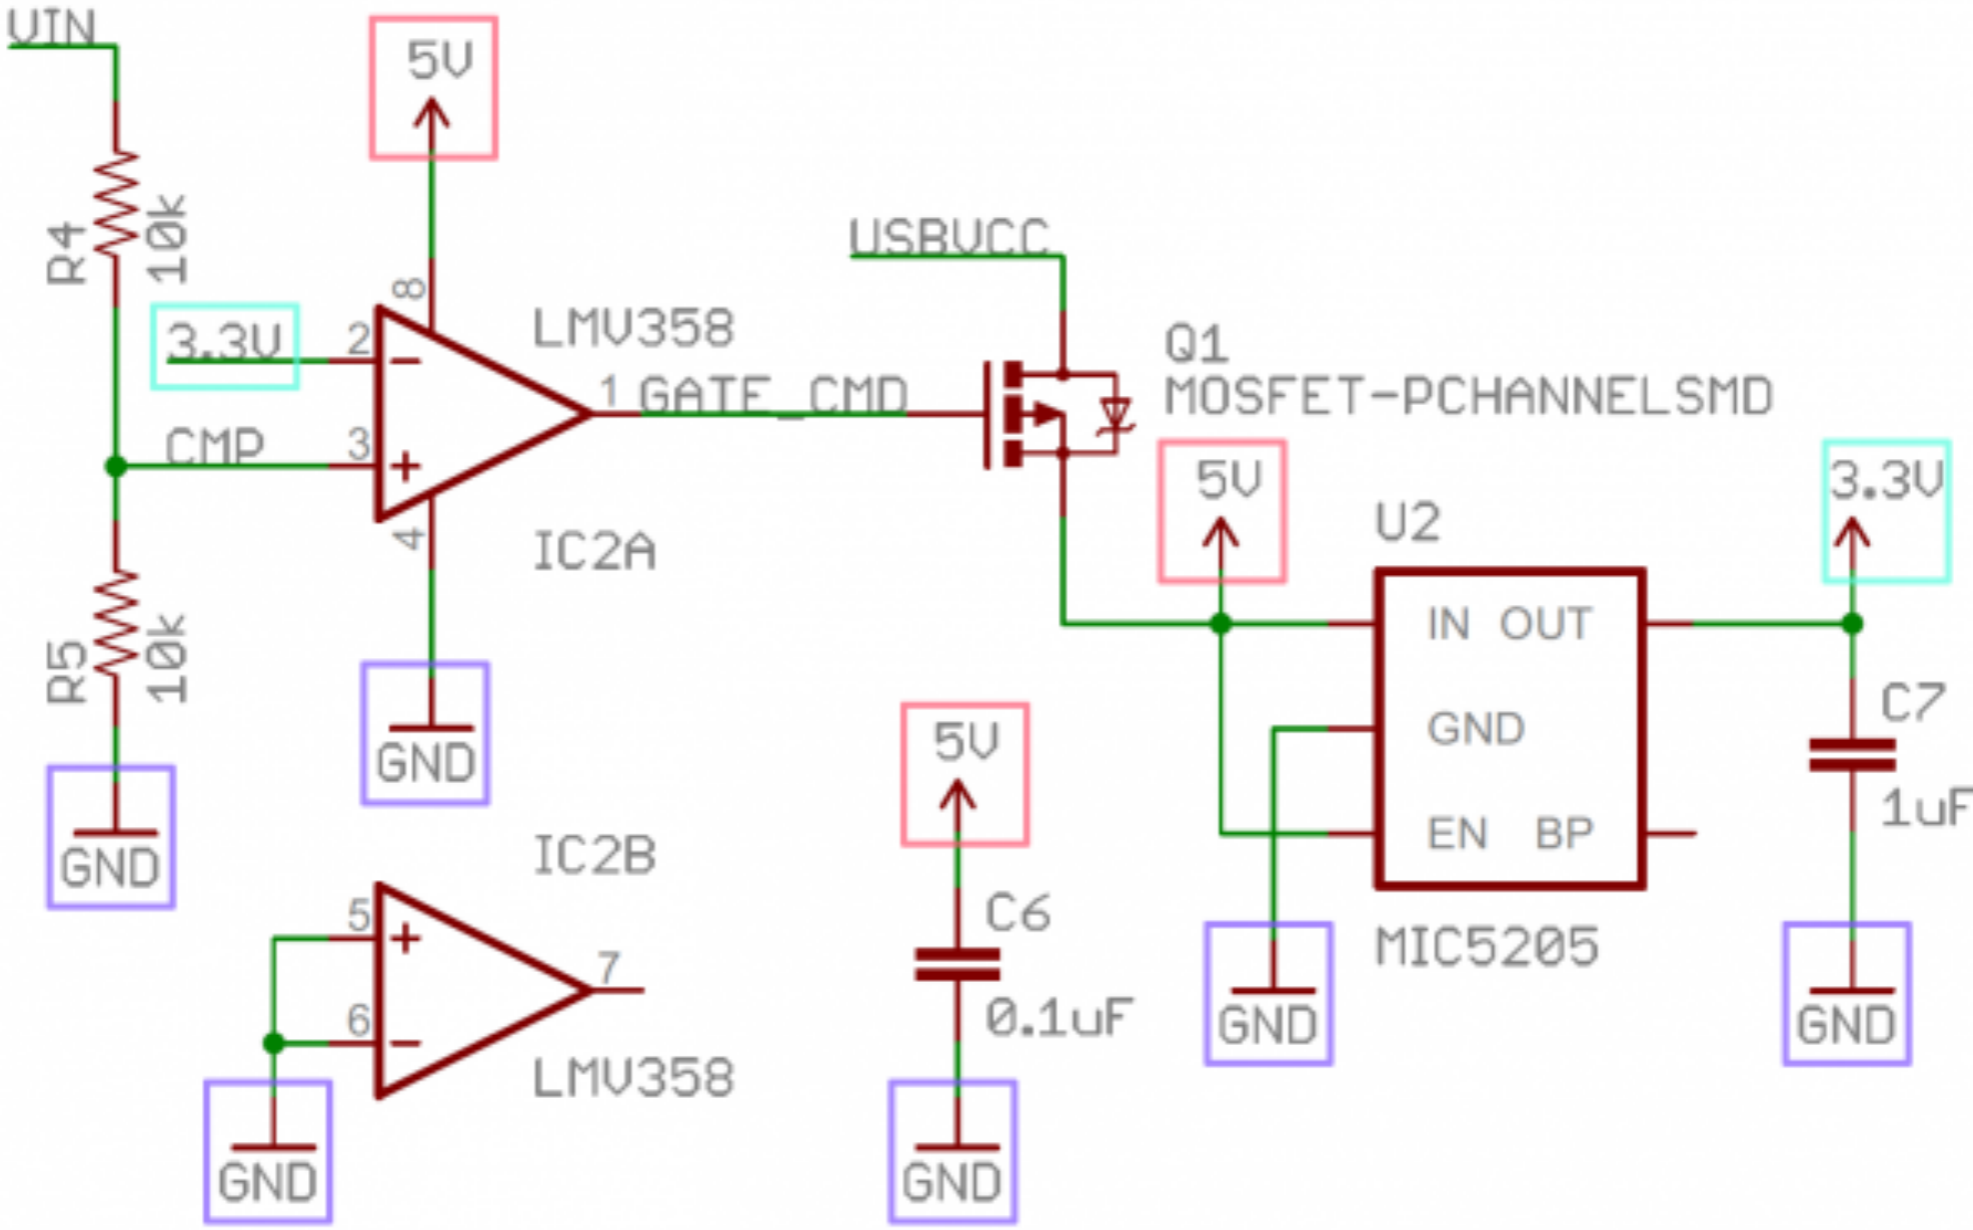 VIN
5V
R4
10k
3.3V
2
8
LMV358
1
GATE_CMD
CMP
3
4
IC2A
USBVCC
Q1
MOSFET-PCHANNELSMD
5V
U2
3.3V
IN OUT
GND
EN BP
MIC5205
C7
1uF
R5
10k
GND
GND
5V
C6
0.1uF
IC2B
5
6
7
LMV358
GND
GND
GND
GND